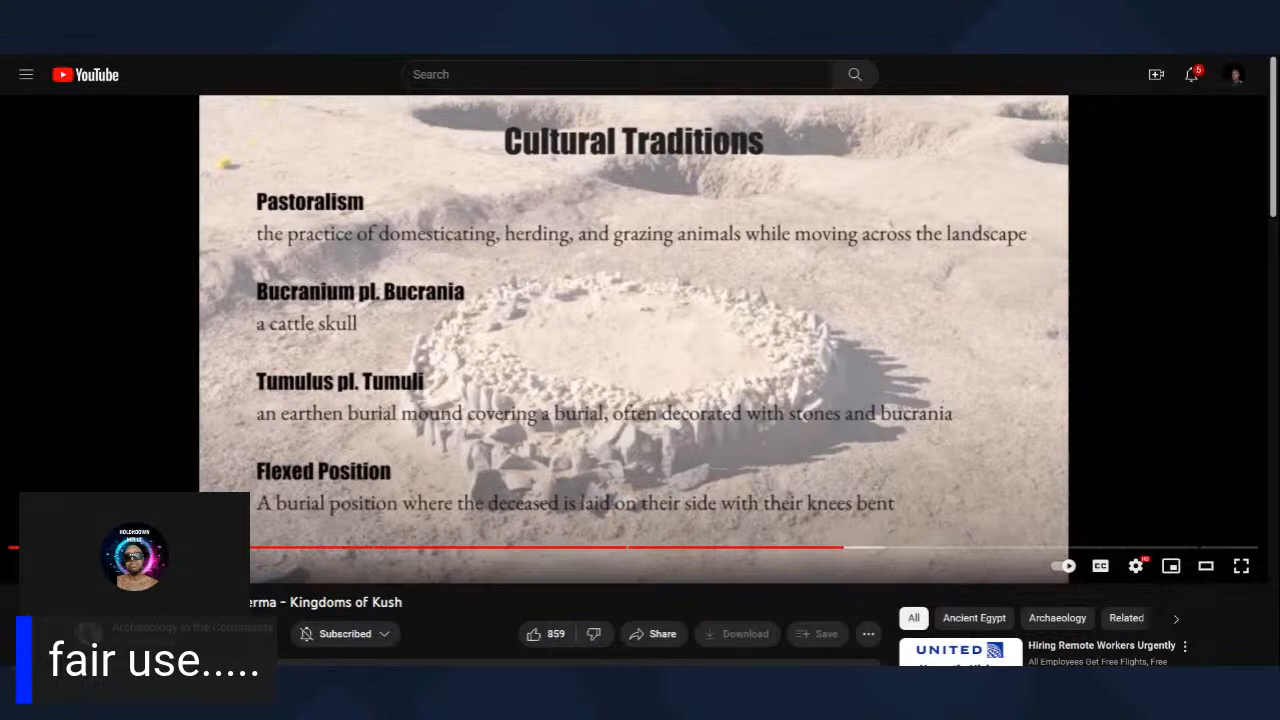 YouTube
Search
5
Cultural Traditions
Pastoralism
the practice of domesticating, herding, and grazing animals while moving across the landscape
Bucranium pl. Bucrania
a cattle skull
Tumulus pl. Tumuli
an earthen burial mound covering a burial, often decorated with stones and bucrania
Flexed Position
A burial position where the deceased is laid on their side with their knees bent
HOLDITDOWN
CC
HD
erma - Kingdoms of Kush
Archaeology in the Community
Subscribed
859
Share
Download
Save
All
Ancient Egypt
Archaeology
Related
UNITED
Hiring Remote Workers Urgently
All Employees Get Free Flights, Free
fair use.....